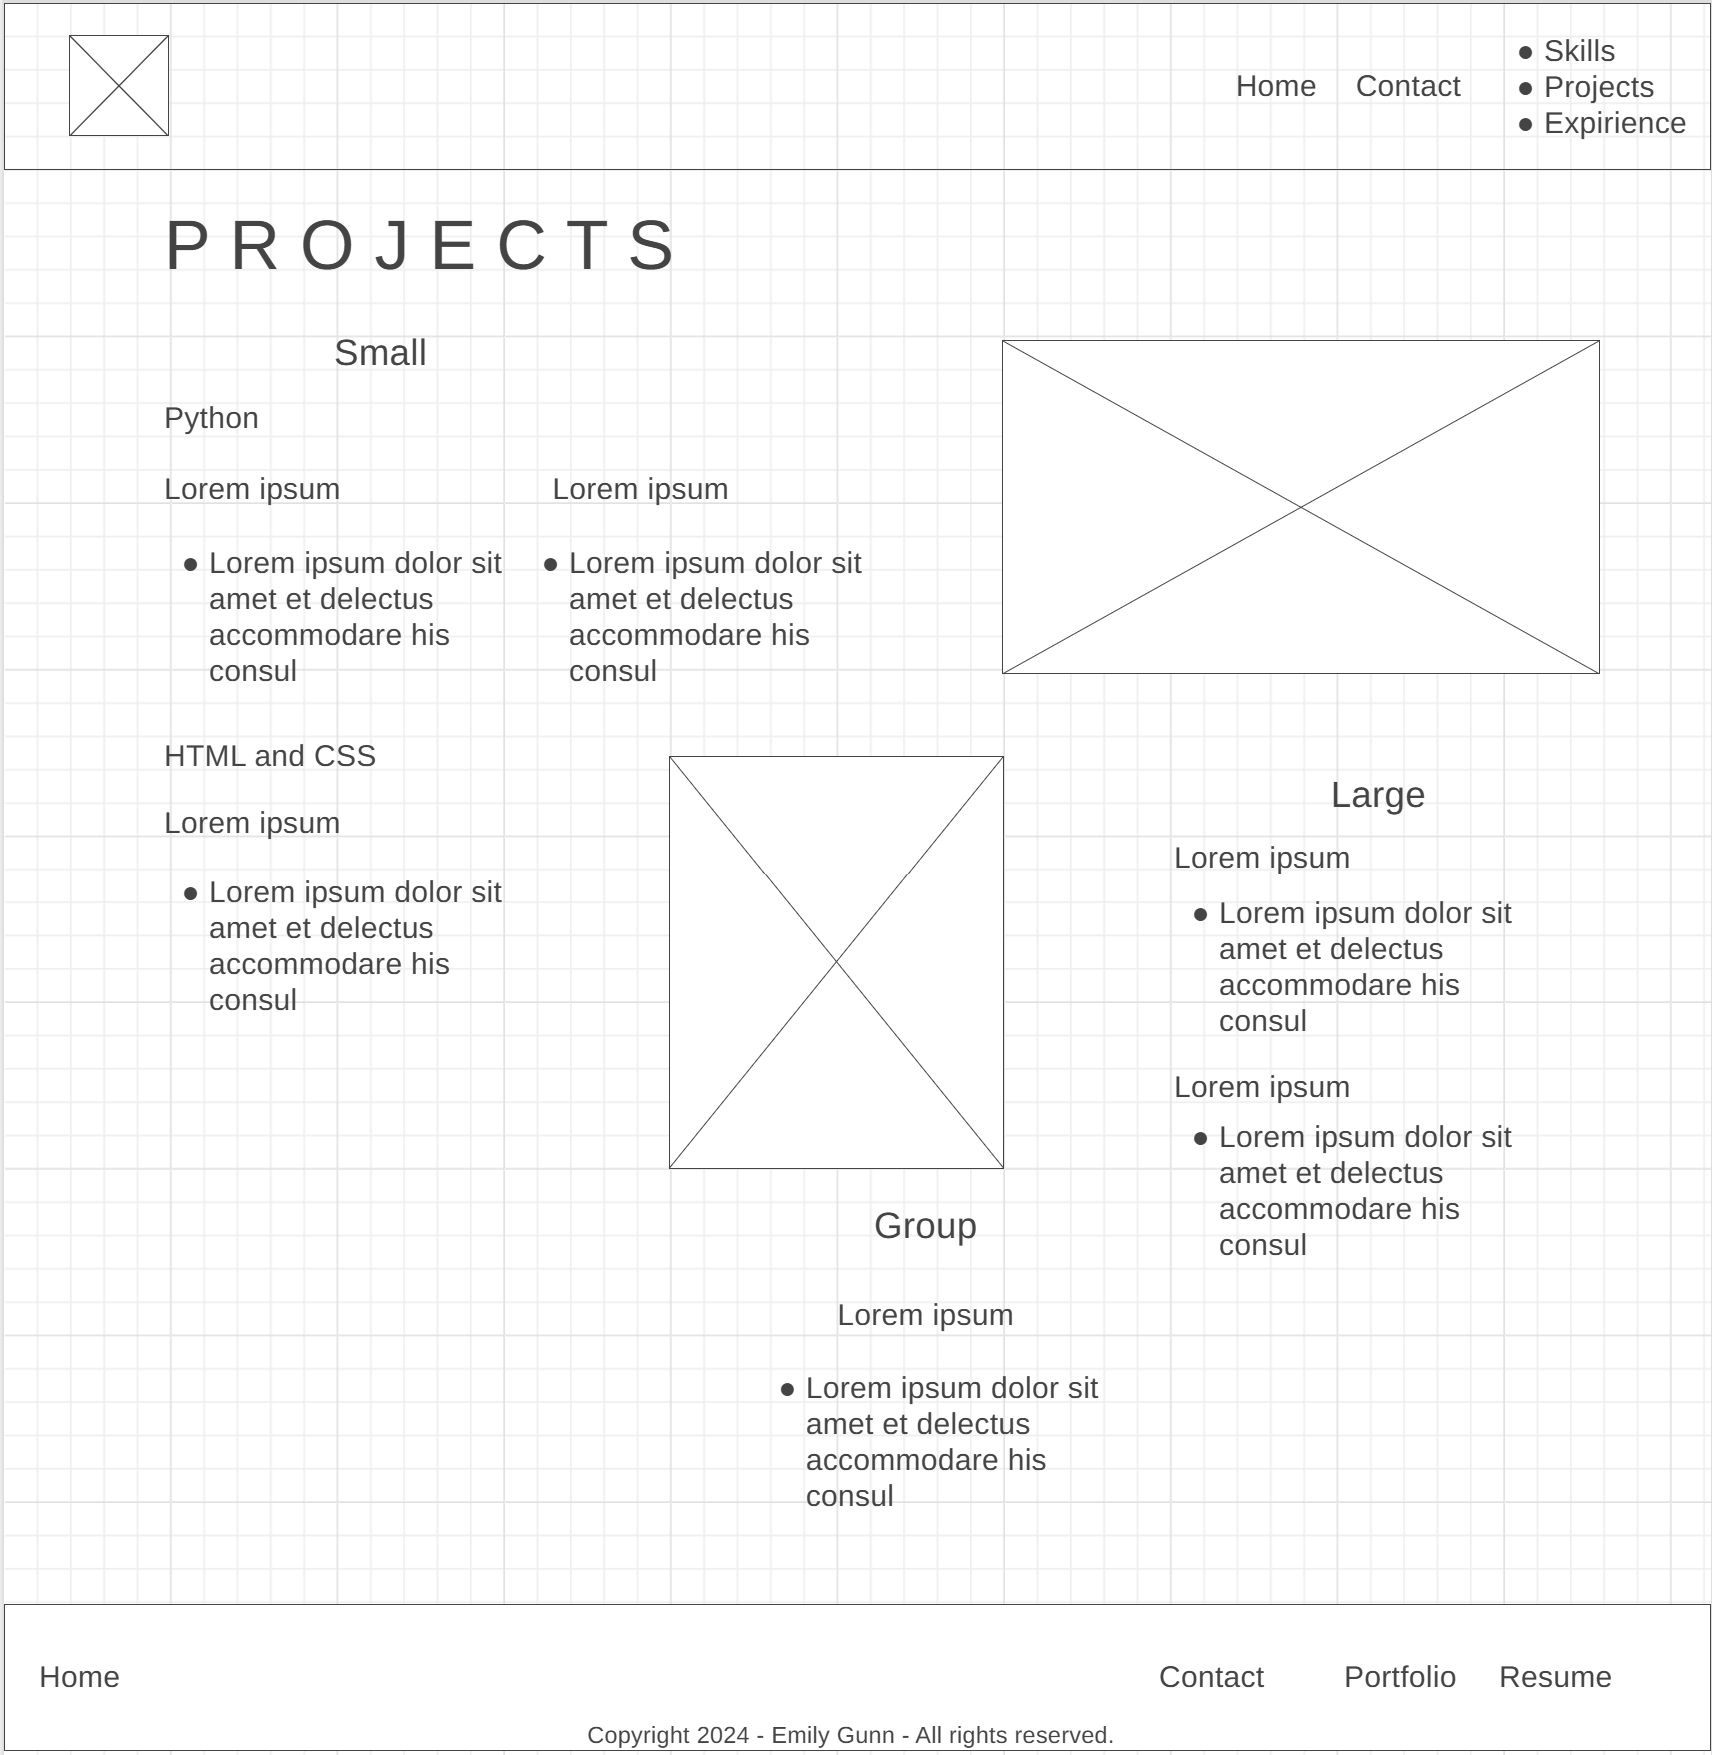 Home Contact
● Skills
● Projects
● Expirience
PROJECTS
Small
Python
Lorem ipsum
● Lorem ipsum dolor sit
amet et delectus
accommodare his
consul
Lorem ipsum
● Lorem ipsum dolor sit
amet et delectus
accommodare his
consul
HTML and CSS
Lorem ipsum
● Lorem ipsum dolor sit
amet et delectus
accommodare his
consul
Large
Lorem ipsum
● Lorem ipsum dolor sit
amet et delectus
accommodare his
consul
Lorem ipsum
● Lorem ipsum dolor sit
amet et delectus
accommodare his
consul
Group
Lorem ipsum
● Lorem ipsum dolor sit
amet et delectus
accommodare his
consul
Home Contact Portfolio Resume
Copyright 2024 - Emily Gunn - All rights reserved.